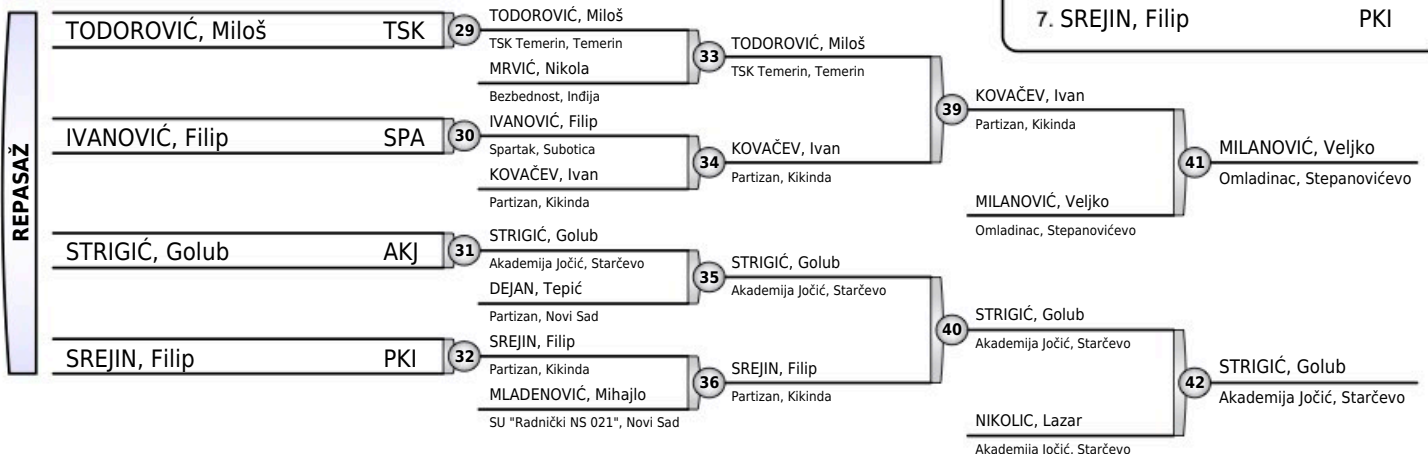 7. SREJIN, Filip PKI
REPASAŽ
TODOROVIĆ, Miloš TSK
29
TODOROVIĆ, Miloš
TSK Temerin, Temerin
MRVIĆ, Nikola
Bezbednost, Inđija
33
TODOROVIĆ, Miloš
TSK Temerin, Temerin
IVANOVIĆ, Filip SPA
30
IVANOVIĆ, Filip
Spartak, Subotica
KOVAČEV, Ivan
Partizan, Kikinda
34
KOVAČEV, Ivan
Partizan, Kikinda
39
KOVAČEV, Ivan
Partizan, Kikinda
MILANOVIĆ, Veljko
Omladinac, Stepanovićevo
41
MILANOVIĆ, Veljko
Omladinac, Stepanovićevo
STRIGIĆ, Golub AKJ
31
STRIGIĆ, Golub
Akademija Jočić, Starčevo
DEJAN, Tepić
Partizan, Novi Sad
35
STRIGIĆ, Golub
Akademija Jočić, Starčevo
SREJIN, Filip PKI
32
SREJIN, Filip
Partizan, Kikinda
MLADENOVIĆ, Mihajlo
SU "Radnički NS 021", Novi Sad
36
SREJIN, Filip
Partizan, Kikinda
40
STRIGIĆ, Golub
Akademija Jočić, Starčevo
NIKOLIC, Lazar
Akademija Jočić, Starčevo
42
STRIGIĆ, Golub
Akademija Jočić, Starčevo